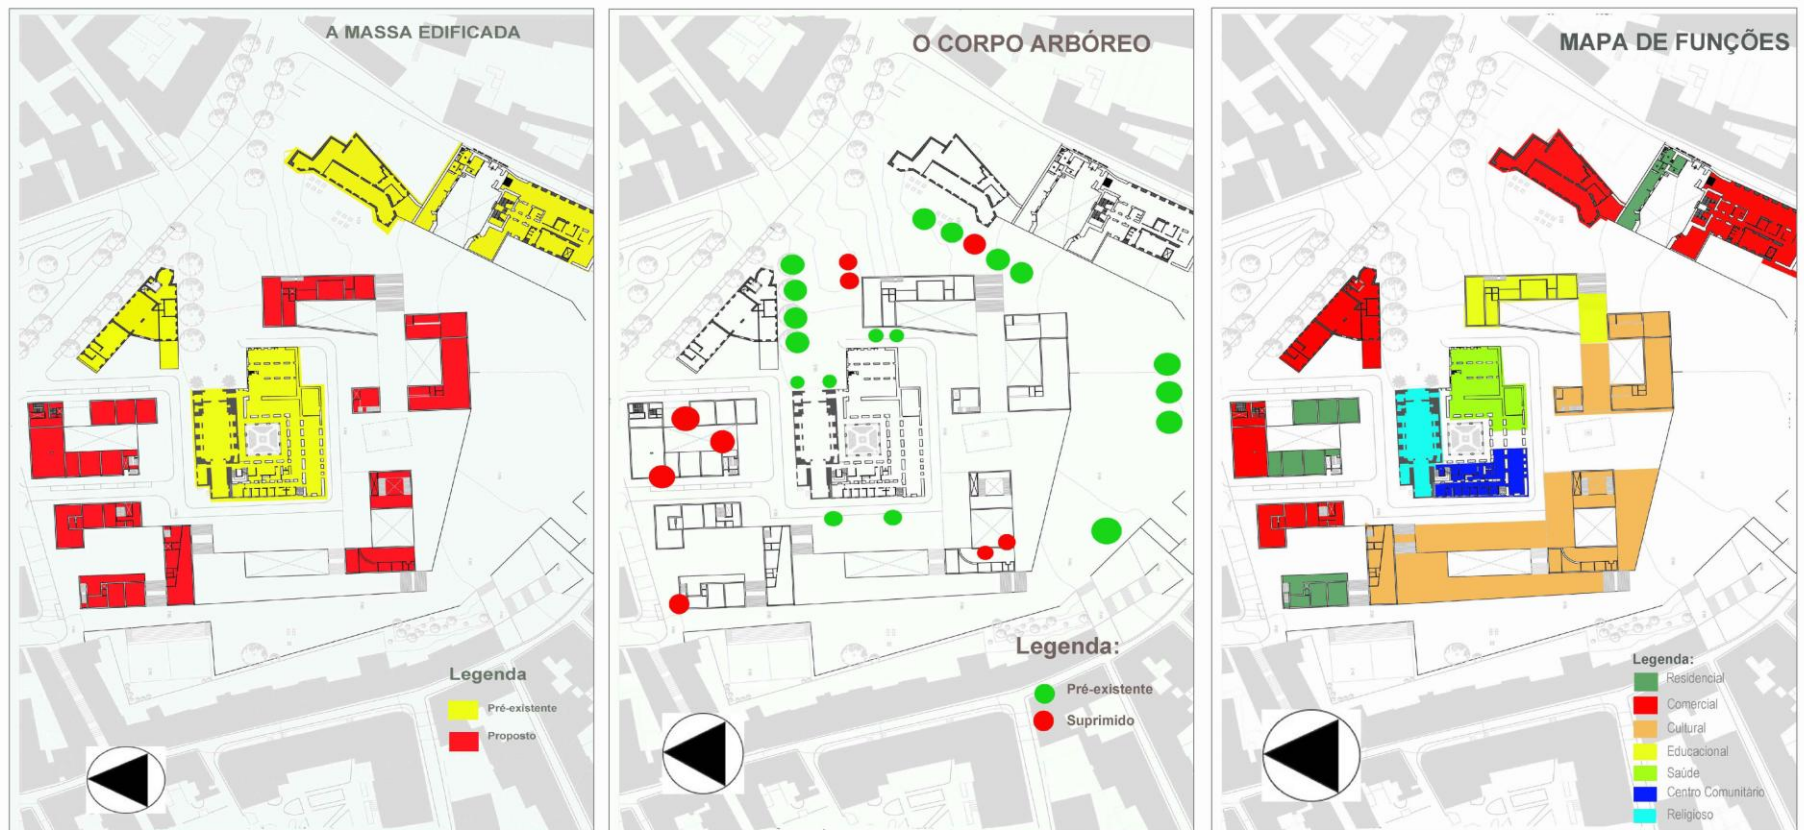 A MASSA EDIFICADA
Legenda
Pré-existente
Proposto
O CORPO ARBÓREO
Legenda:
Pré-existente
Suprimido
MAPA DE FUNÇÕES
Legenda:
Residencial
Comercial
Cultural
Educacional
Saúde
Centro Comunitário
Religioso